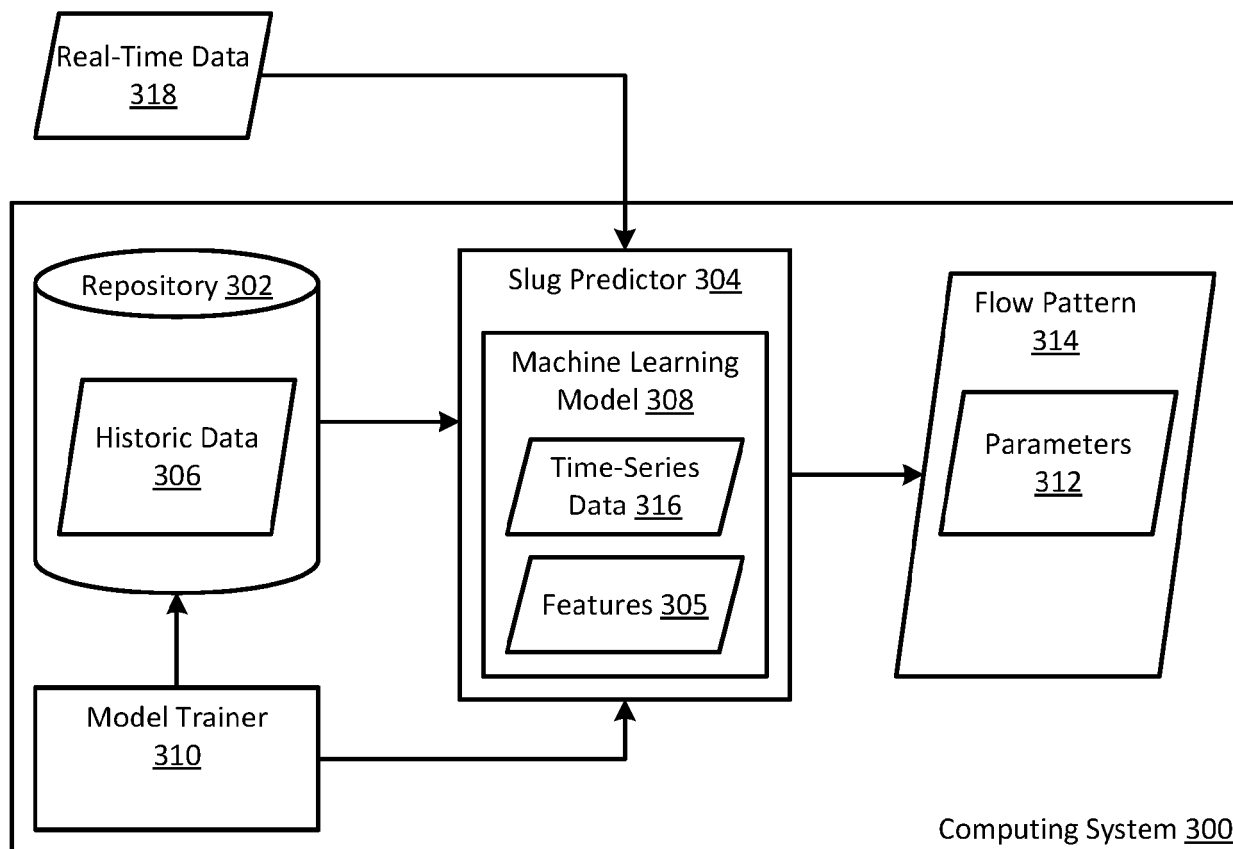 Real-Time Data
318
Repository 302
Historic Data
306
Model Trainer
310
Slug Predictor 304
Machine Learning
Model 308
Time-Series
Data 316
Features 305
Flow Pattern
314
Parameters
312
Computing System 300